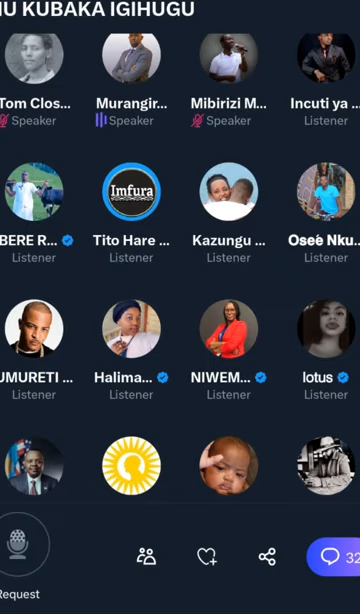 KUBAKA IGIHUGU
Tom Clos... Murangir... Mibirizi M... Incuti ya ...
Speaker Speaker Speaker Listener
Imfura
BERE R... Tito Hare ... Kazungu ... Oseé Nku...
Listener Listener Listener Listener
UMURETI ... Halima... NIWEM... lotus
Listener Listener Listener Listener
32
Request